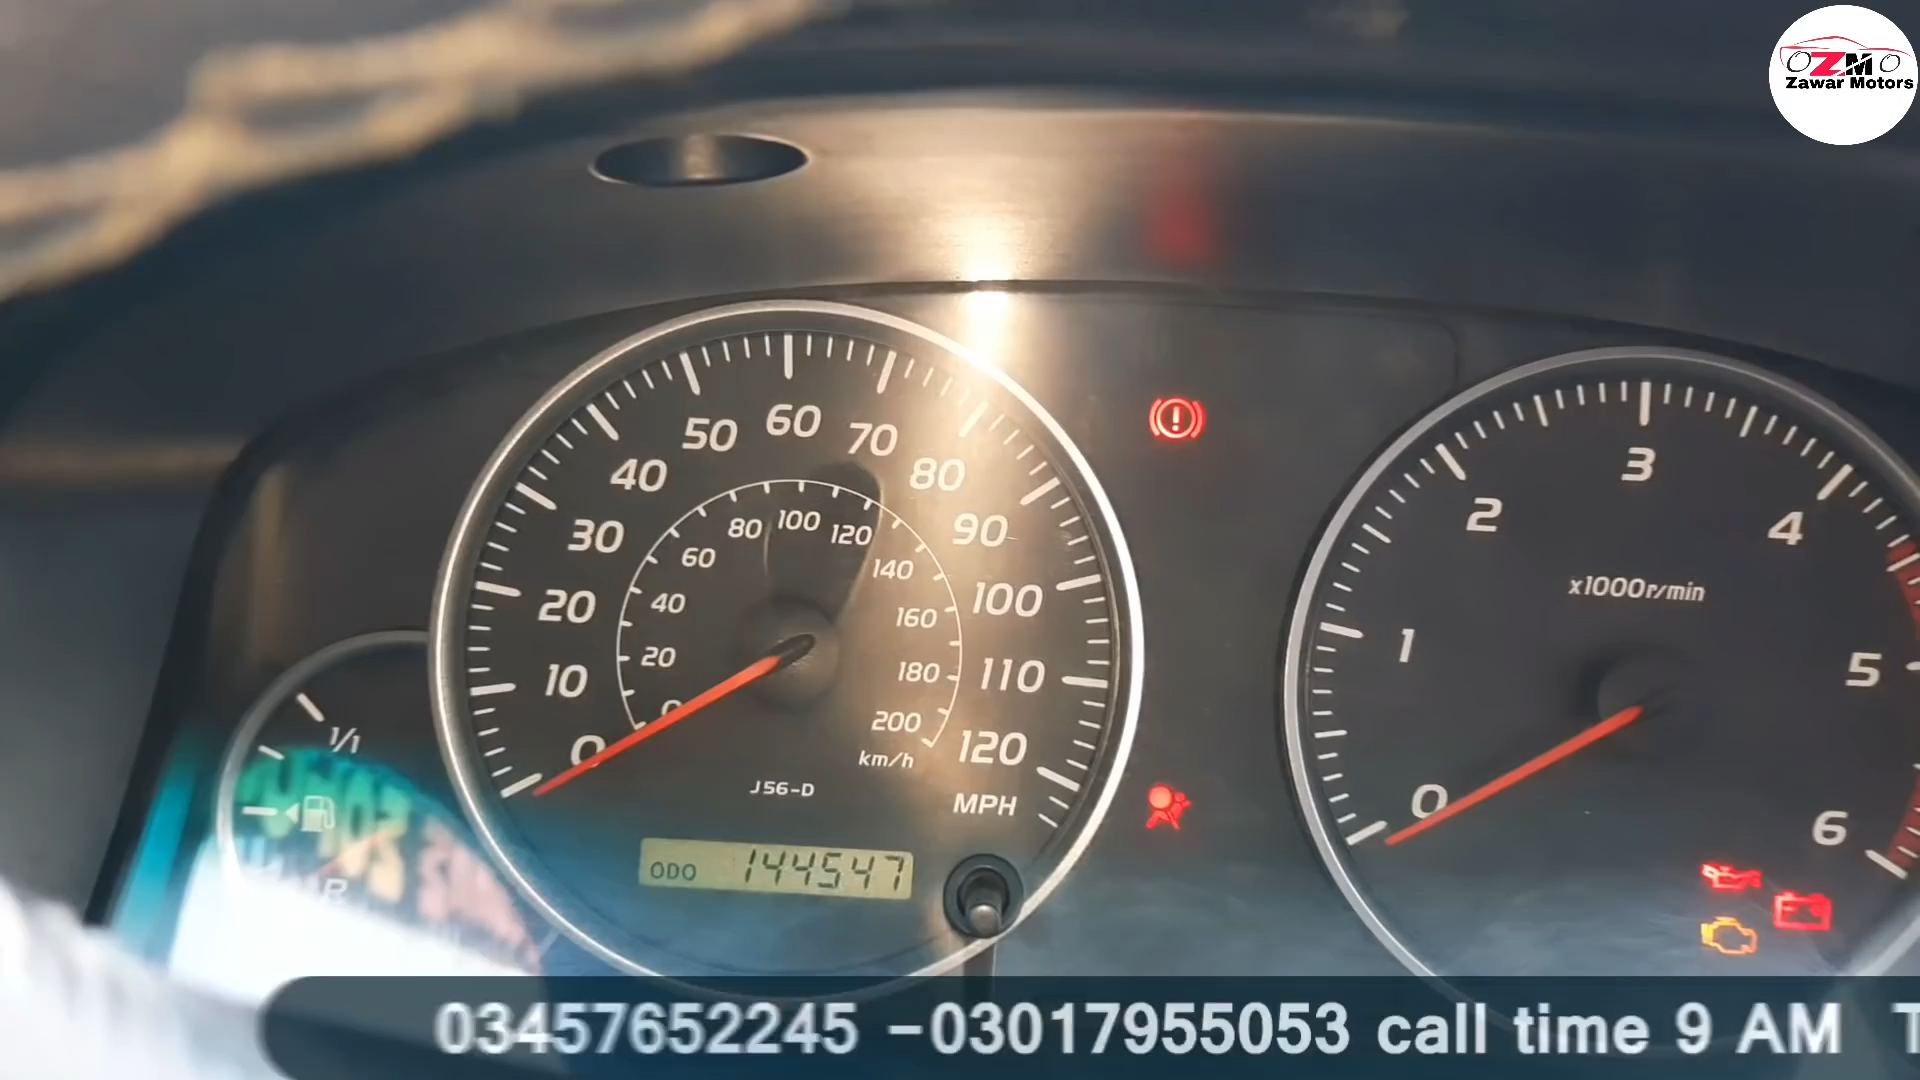 ZM
Zawar Motors
0 10 20 30 40 50 60 70 80 90 100 110 120
MPH
0 20 40 60 80 100 120 140 160 180 200
km/h
J56-D
ODO 144547
1/1
R
0 1 2 3 4 5 6
x1000r/min
03457652245 -03017955053 call time 9 AM T